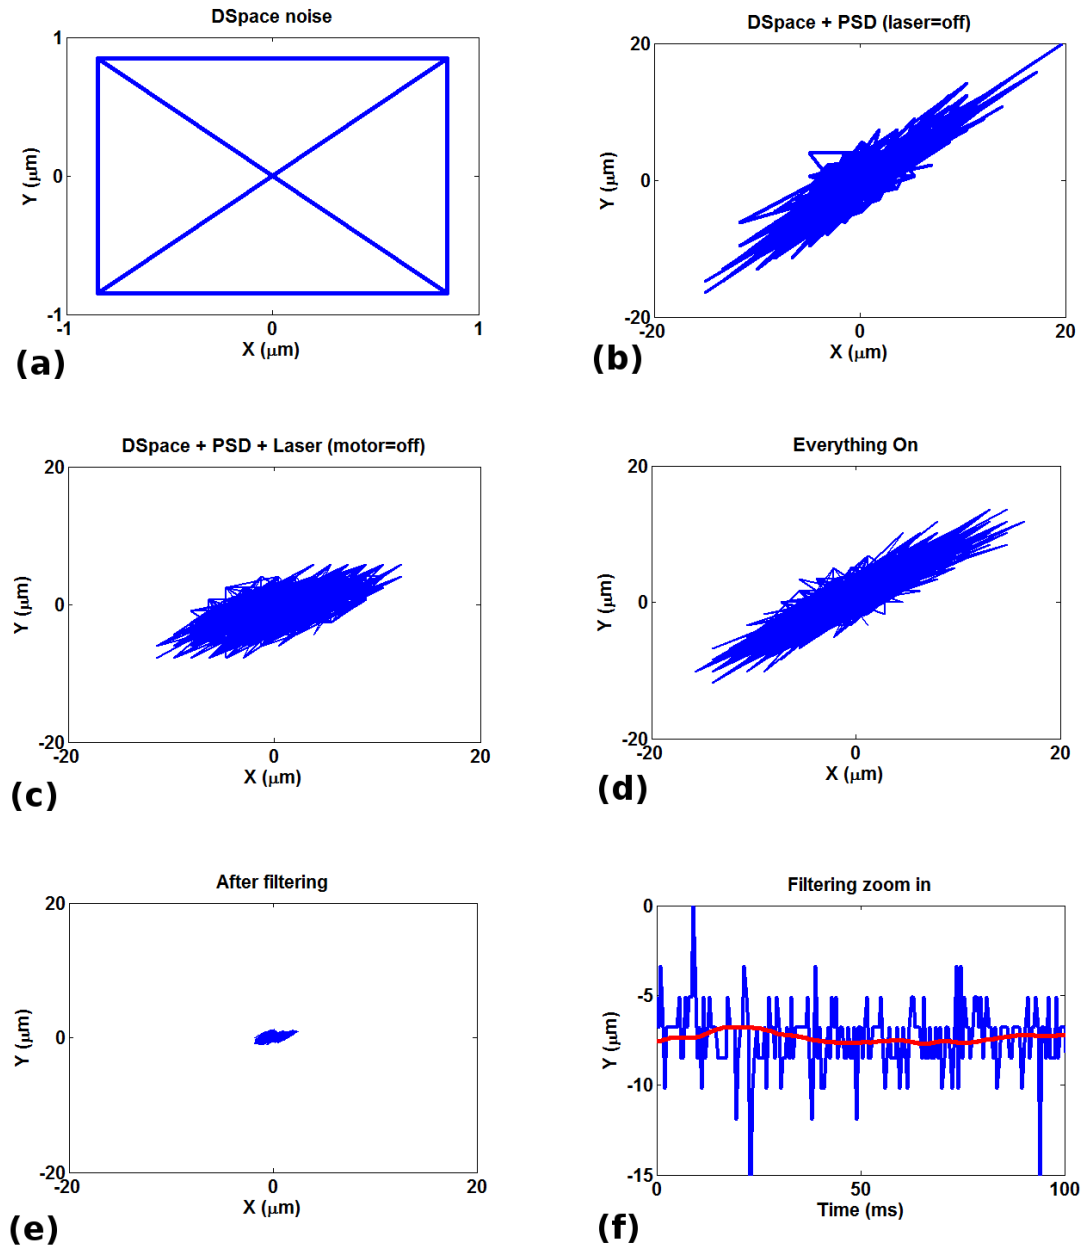 DSpace noise
1
0
-1
-1
0
1
Y (μm)
X (μm)
(a)
DSpace + PSD (laser=off)
20
0
-20
-20
0
20
Y (μm)
X (μm)
(b)
DSpace + PSD + Laser (motor=off)
20
0
-20
-20
0
20
Y (μm)
X (μm)
(c)
Everything On
20
0
-20
-20
0
20
Y (μm)
X (μm)
(d)
After filtering
20
0
-20
-20
0
20
Y (μm)
X (μm)
(e)
Filtering zoom in
0
-5
-10
-15
0
50
100
Y (μm)
Time (ms)
(f)